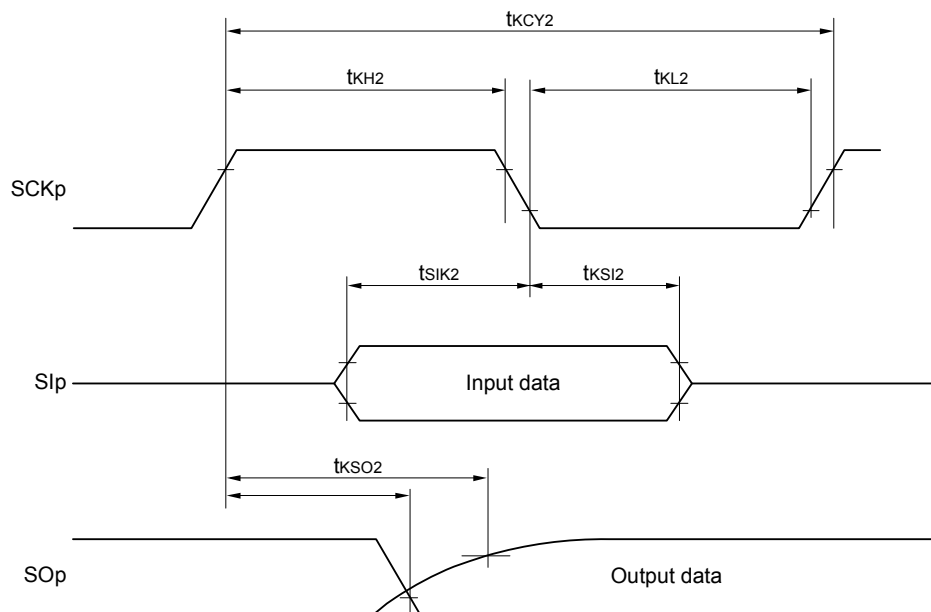 tKCY2
tKH2
tKL2
SCKp
tSIK2
tKSI2
SIp
Input data
tKSO2
SOp
Output data